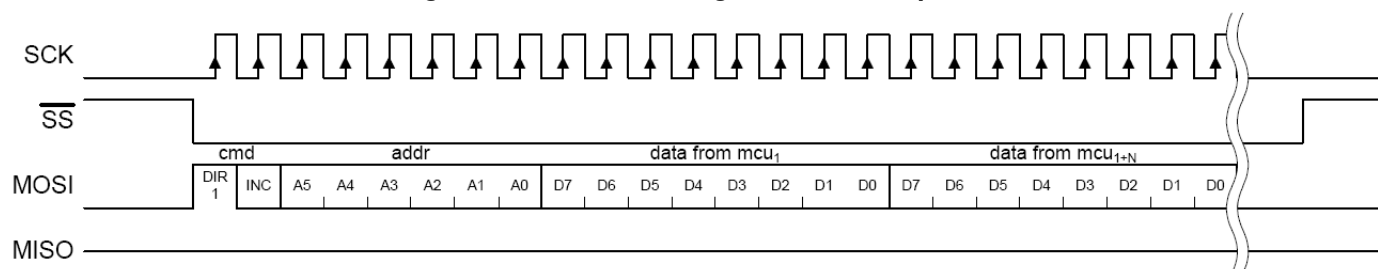 SCK
SS
cmd addr data from mcu1 data from mcu1+N
MOSI DIR 1 INC A5 A4 A3 A2 A1 A0 D7 D6 D5 D4 D3 D2 D1 D0 D7 D6 D5 D4 D3 D2 D1 D0
MISO